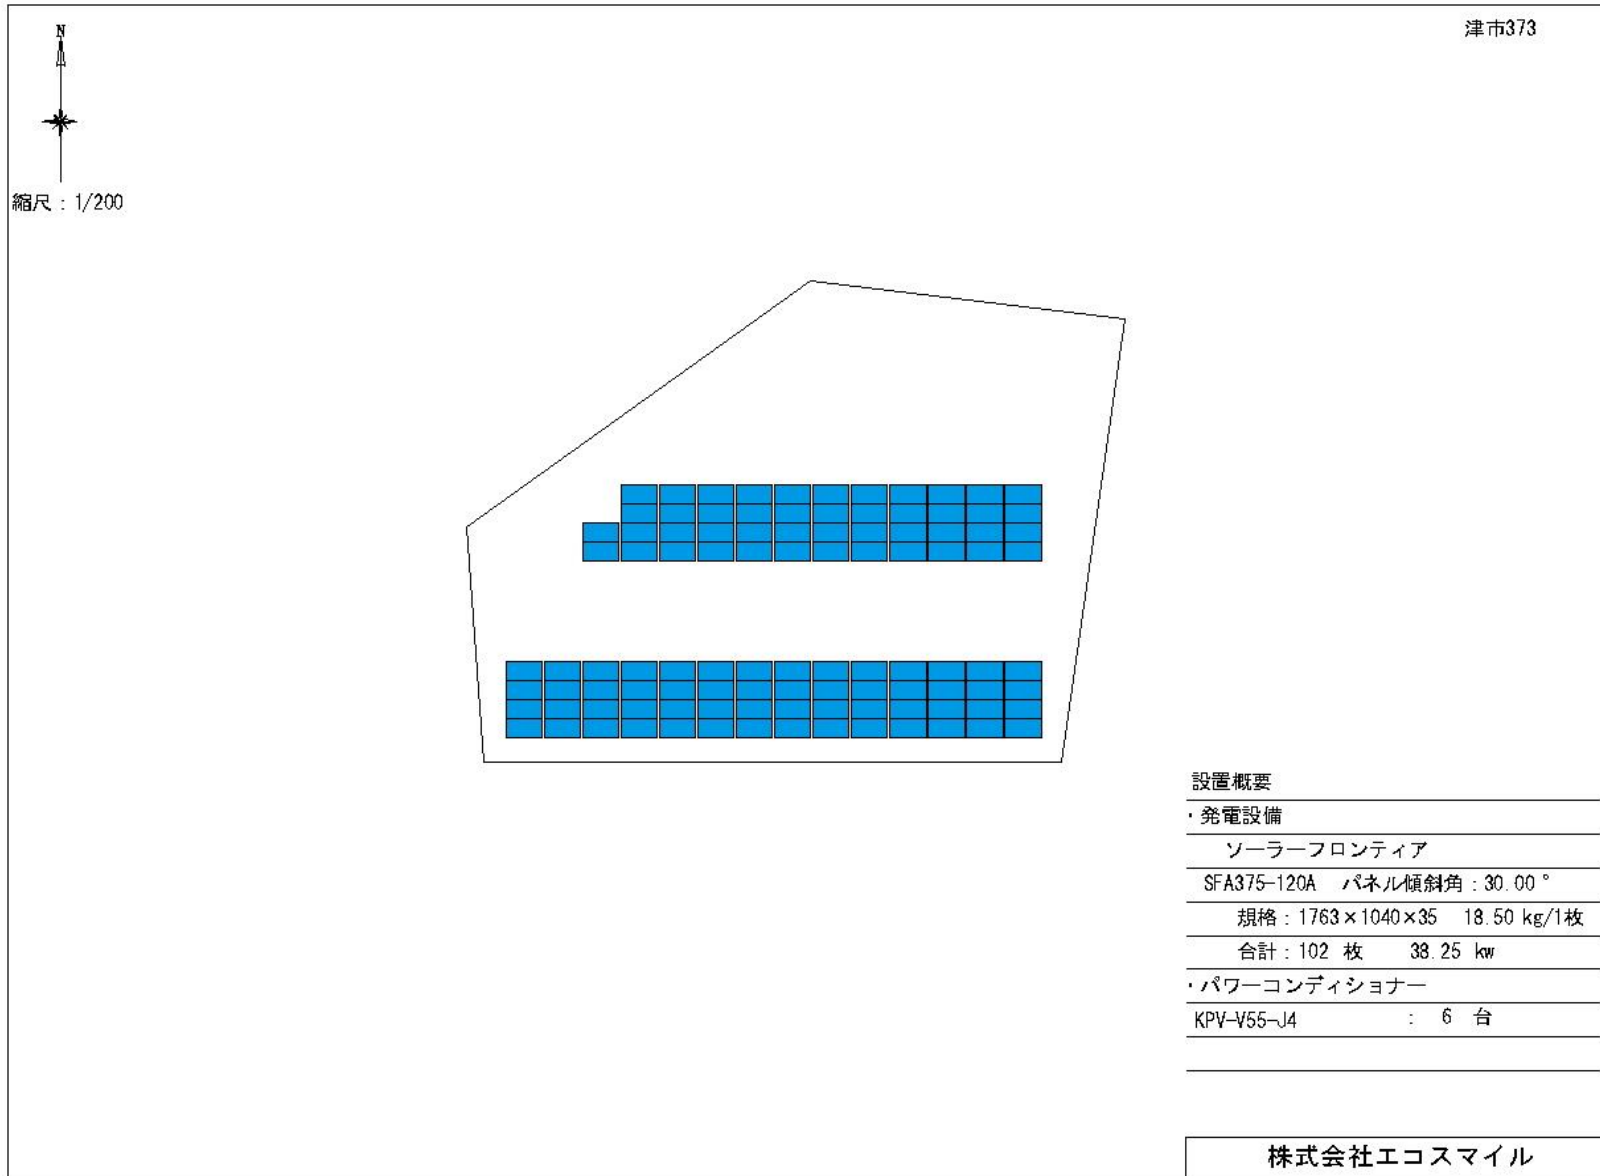 津市373
N
縮尺：1/200
設置概要
・発電設備
ソーラーフロンティア
SFA375-120A パネル傾斜角：30.00°
規格：1763×1040×35 18.50 kg/1枚
合計：102 枚 38.25 kw
・パワーコンディショナー
KPV-V55-J4 ： 6 台
株式会社エコスマイル